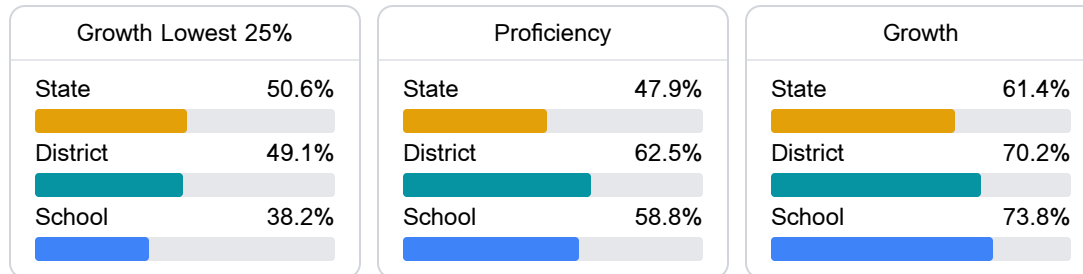 Growth Lowest 25%
State 50.6%
District 49.1%
School 38.2%
Proficiency
State 47.9%
District 62.5%
School 58.8%
Growth
State 61.4%
District 70.2%
School 73.8%